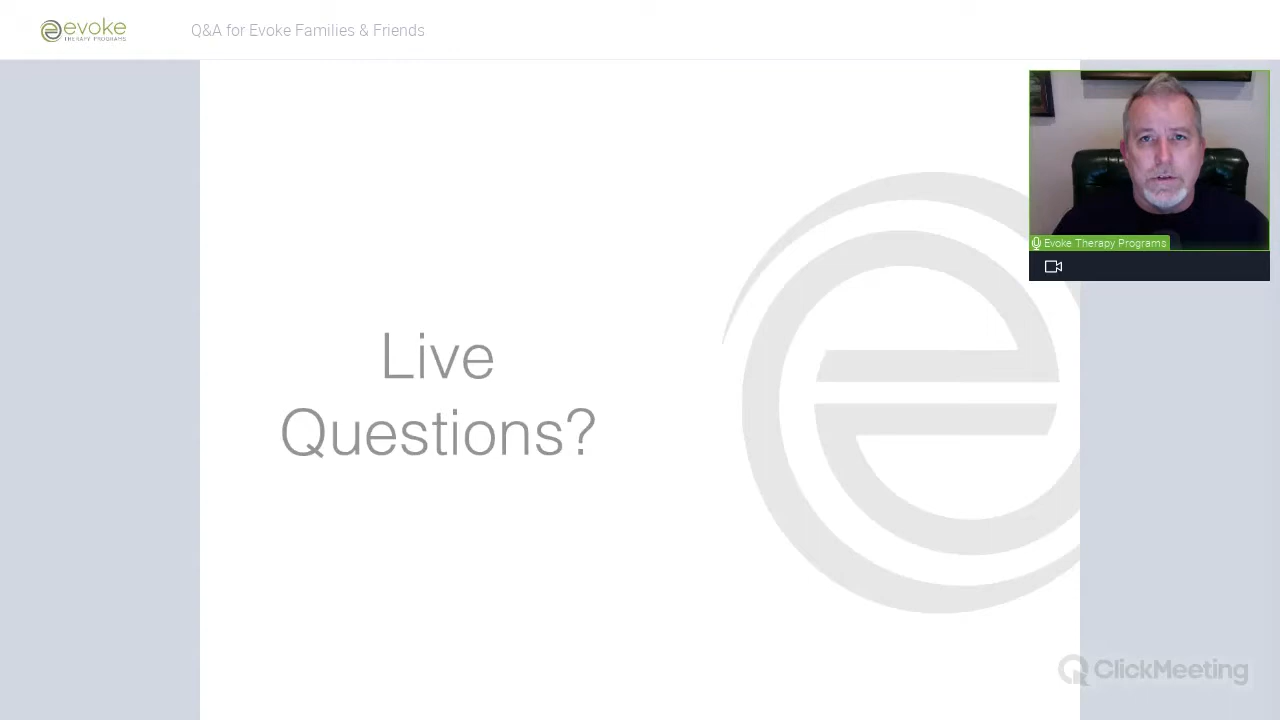 evoke
THERAPY PROGRAMS
Q&A for Evoke Families & Friends
Evoke Therapy Programs
Live
Questions?
ClickMeeting